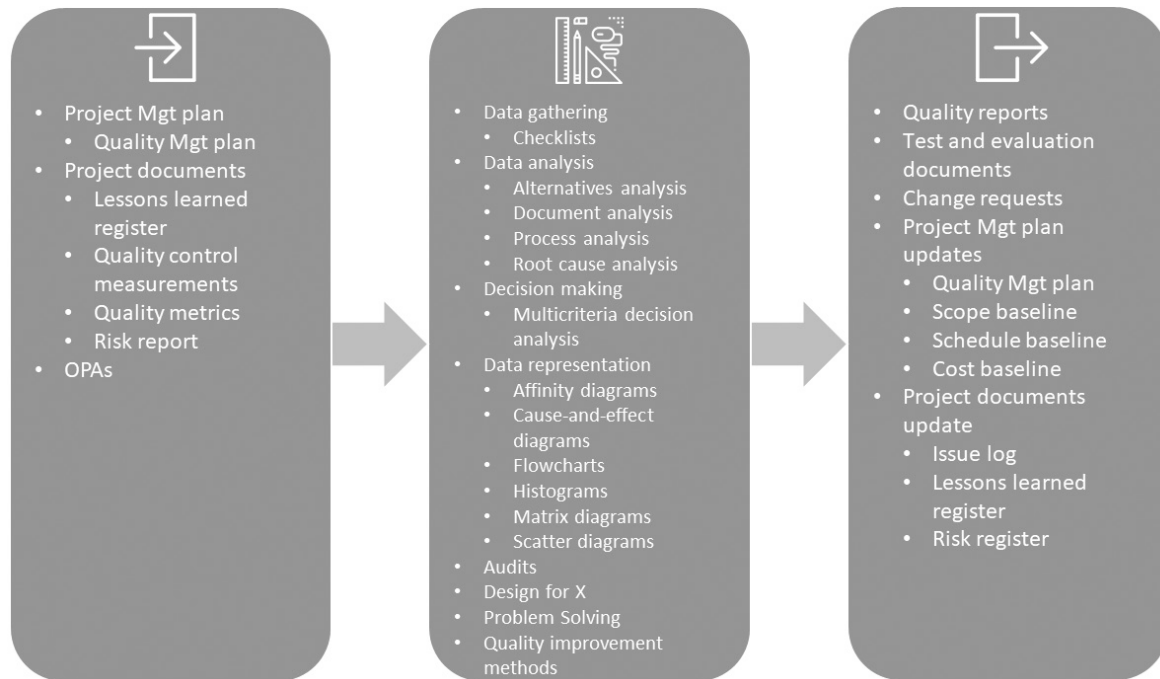 • Project Mgt plan
• Quality Mgt plan
• Project documents
• Lessons learned
register
• Quality control
measurements
• Quality metrics
• Risk report
• OPAs
• Data gathering
• Checklists
• Data analysis
• Alternatives analysis
• Document analysis
• Process analysis
• Root cause analysis
• Decision making
• Multicriteria decision
analysis
• Data representation
• Affinity diagrams
• Cause-and-effect
diagrams
• Flowcharts
• Histograms
• Matrix diagrams
• Scatter diagrams
• Audits
• Design for X
• Problem Solving
• Quality improvement
methods
• Quality reports
• Test and evaluation
documents
• Change requests
• Project Mgt plan
updates
• Quality Mgt plan
• Scope baseline
• Schedule baseline
• Cost baseline
• Project documents
update
• Issue log
• Lessons learned
register
• Risk register